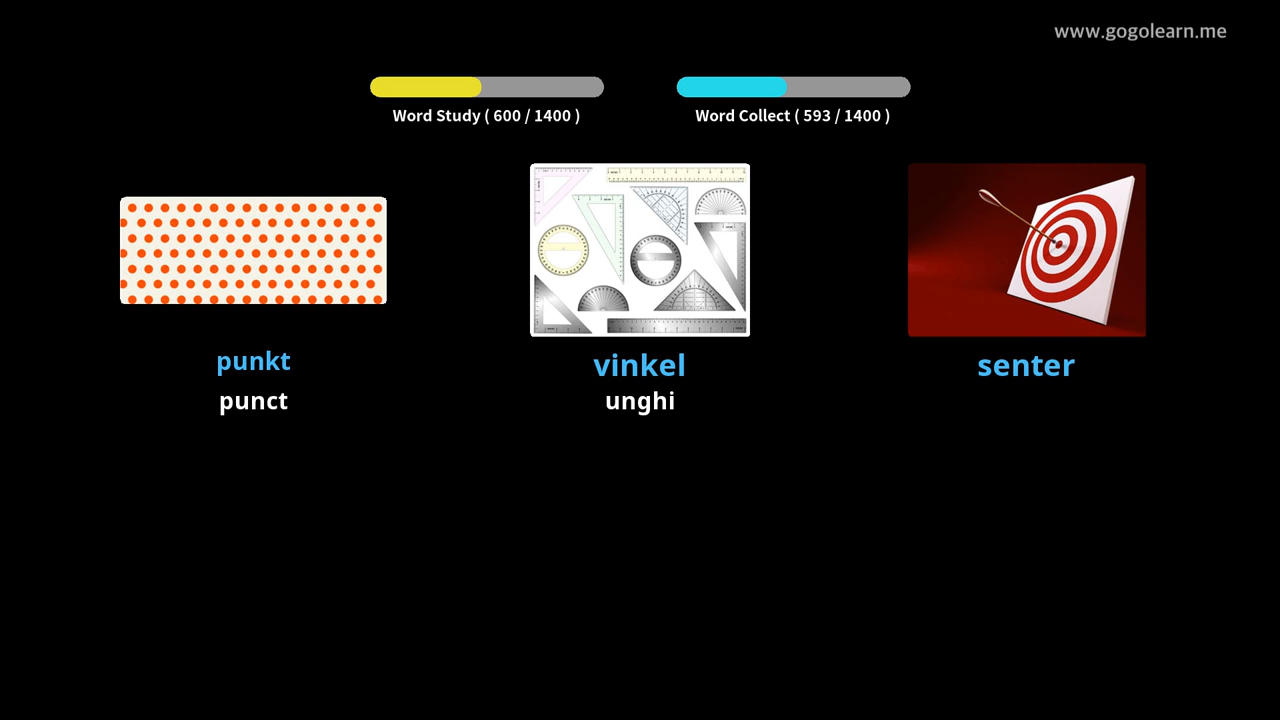 www.gogolearn.me
Word Study ( 600 / 1400 )
Word Collect ( 593 / 1400 )
punkt
punct
vinkel
unghi
senter